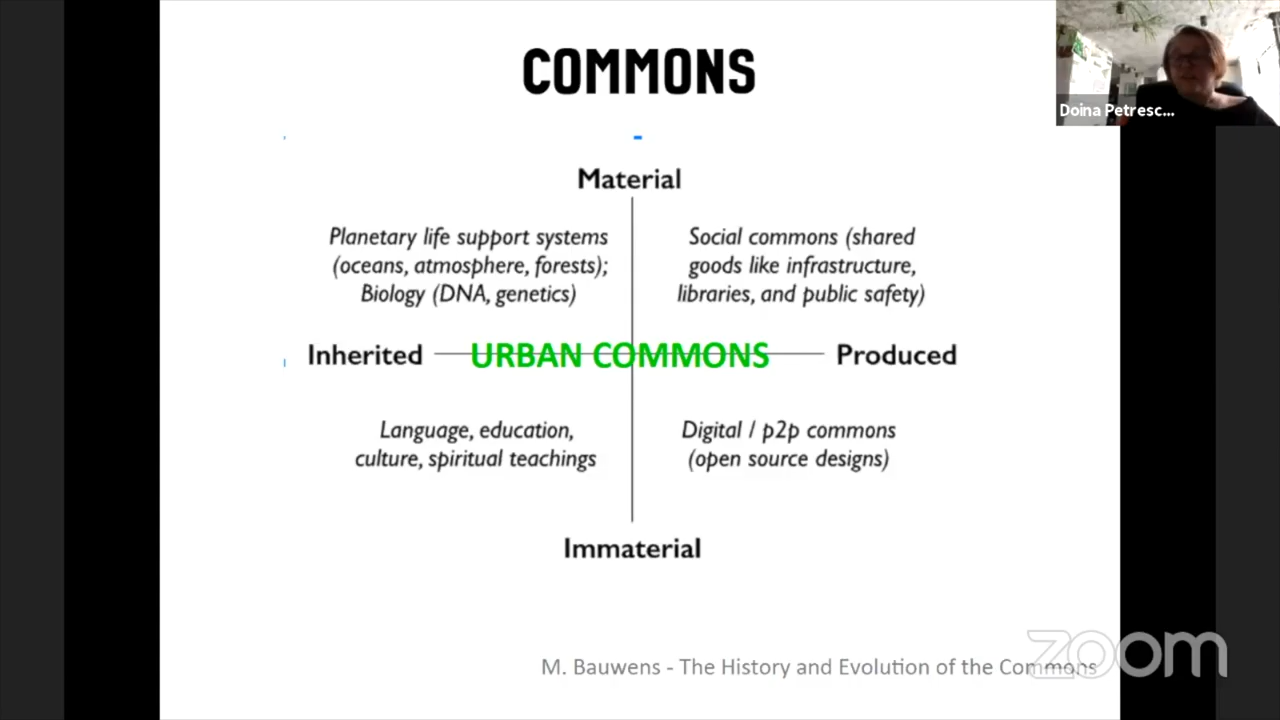 COMMONS
Doina Petresc...
Material
Planetary life support systems
(oceans, atmosphere, forests);
Biology (DNA, genetics)
Social commons (shared
goods like infrastructure,
libraries, and public safety)
Inherited
URBAN COMMONS
Produced
Language, education,
culture, spiritual teachings
Digital / p2p commons
(open source designs)
Immaterial
M. Bauwens - The History and Evolution of the Commons
zoom